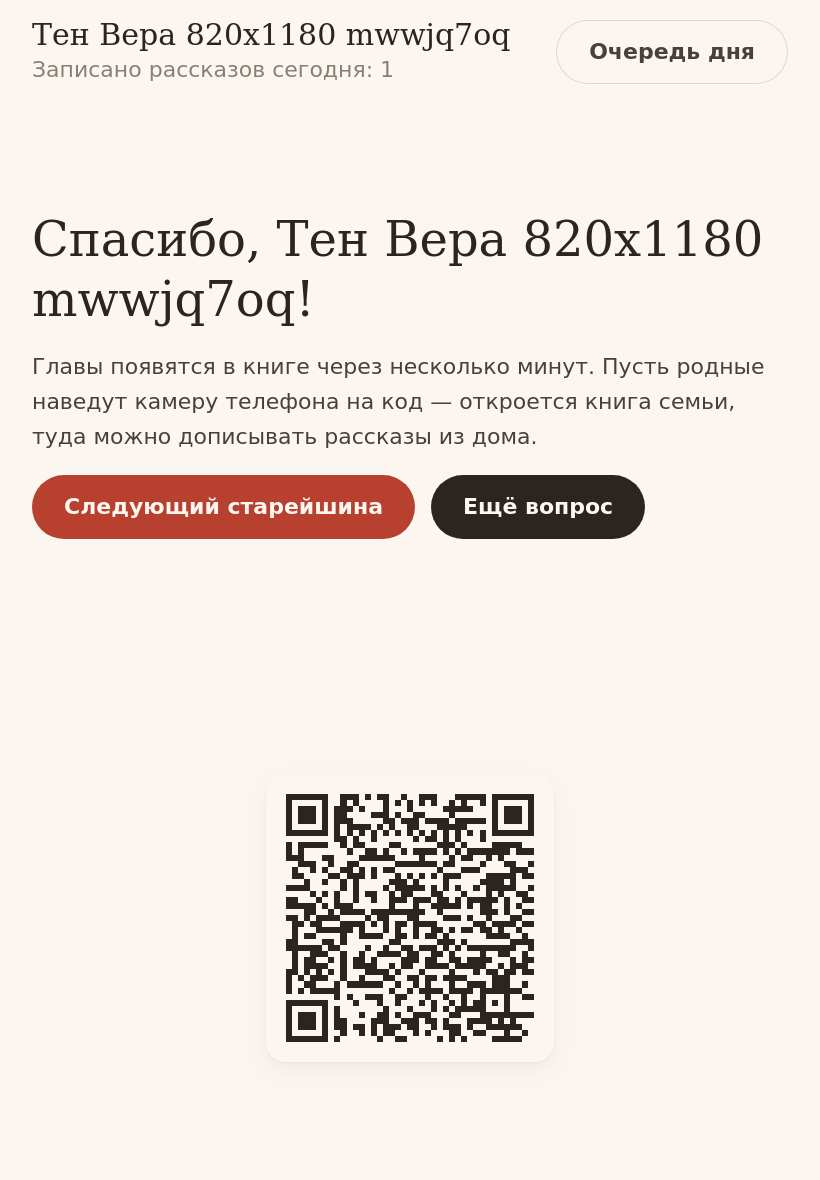 Тен Вера 820x1180 mwwjq7oq
Записано рассказов сегодня: 1
Очередь дня
Спасибо, Тен Вера 820x1180
mwwjq7oq!
Главы появятся в книге через несколько минут. Пусть родные
наведут камеру телефона на код — откроется книга семьи,
туда можно дописывать рассказы из дома.
Следующий старейшина
Ещё вопрос